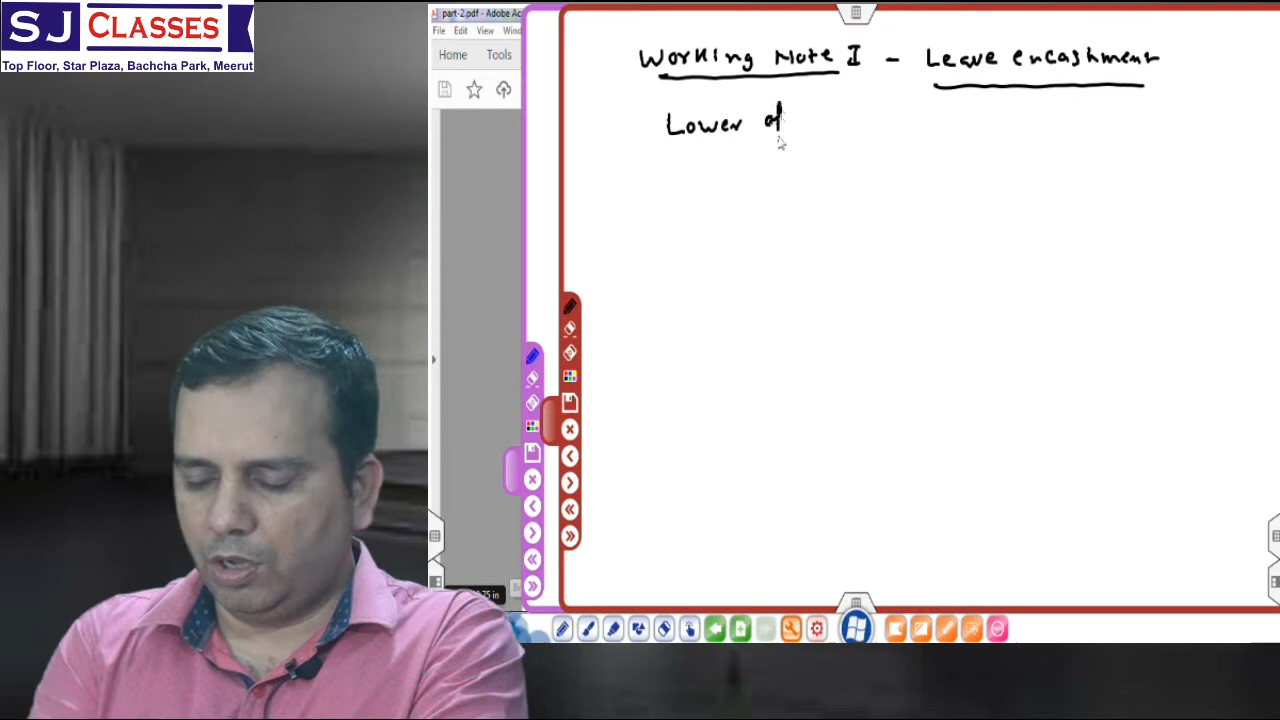 SJ CLASSES
Top Floor, Star Plaza, Bachcha Park, Meerut
part-2.pdf - Adobe Ac
File Edit View Wind
Home Tools
Working Note I - Leave encashment
Lower of